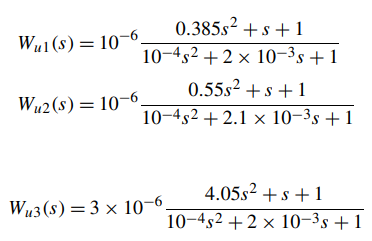 W_{u1}(s) = 10^{-6} \frac{0.385s^2 + s + 1}{10^{-4}s^2 + 2 \times 10^{-3}s + 1}
W_{u2}(s) = 10^{-6} \frac{0.55s^2 + s + 1}{10^{-4}s^2 + 2.1 \times 10^{-3}s + 1}
W_{u3}(s) = 3 \times 10^{-6} \frac{4.05s^2 + s + 1}{10^{-4}s^2 + 2 \times 10^{-3}s + 1}